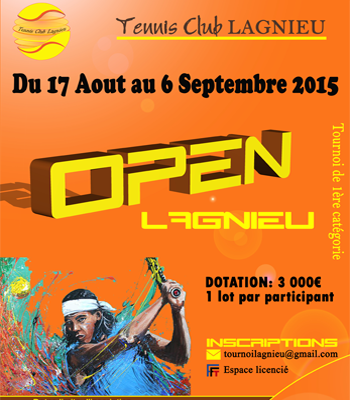 Tennis Club Lagnieu
Tennis Club LAGNIEU
Du 17 Aout au 6 Septembre 2015
OPEN
LAGNIEU
Tournoi de 1ère catégorie
DOTATION: 3 000€
1 lot par participant
INSCRIPTIONS
tournoilagnieu@gmail.com
Espace licencié